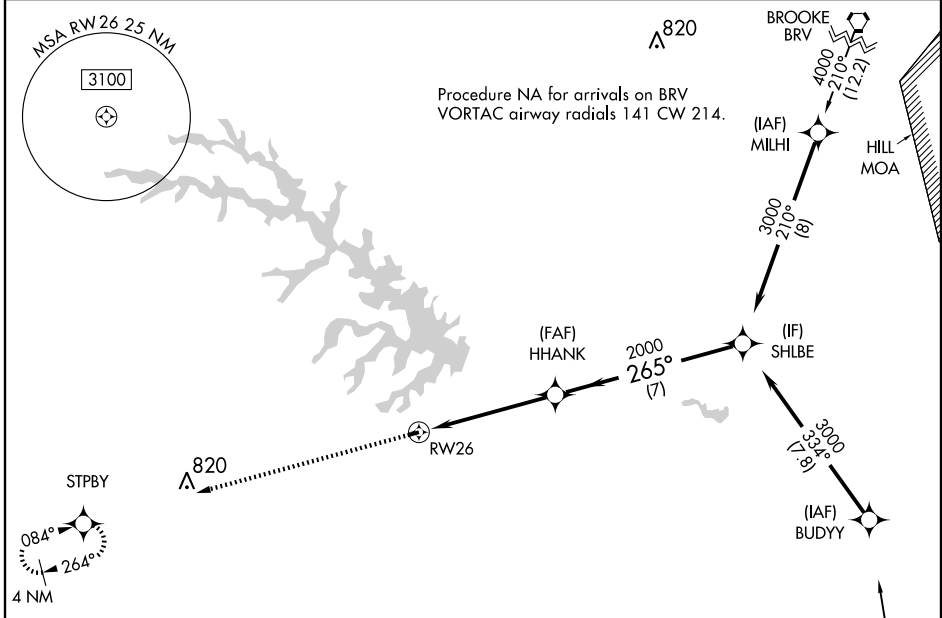 MSA RW 26 25 NM
3100
820
BROOKE
BRV
4000
210°
(12.2)
Procedure NA for arrivals on BRV
VORTAC airway radials 141 CW 214.
(IAF)
MILHI
HILL
MOA
3000
210°
(8)
(FAF)
HHANK
2000
265°
(7)
(IF)
SHLBE
RW26
3000
334°
(7.8)
820
STPBY
084°
264°
4 NM
(IAF)
BUDYY